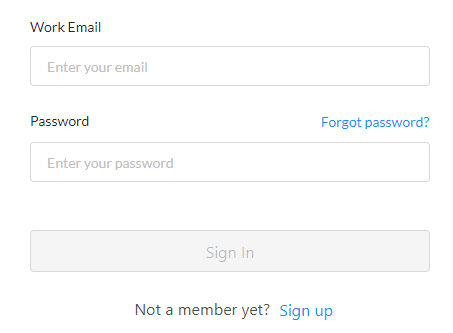 Work Email
Enter your email
Password Forgot password?
Enter your password
Sign In
Not a member yet? Sign up